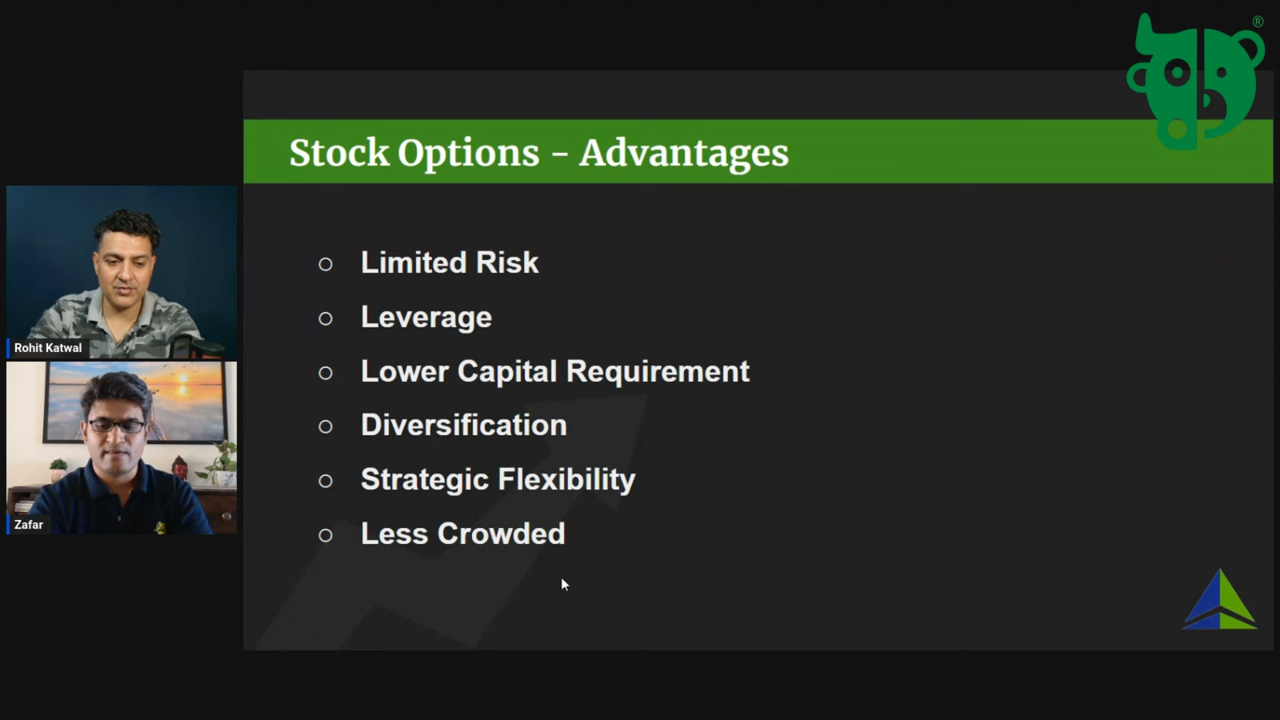 ®
Stock Options - Advantages
Limited Risk
Leverage
Lower Capital Requirement
Diversification
Strategic Flexibility
Less Crowded
Rohit Katwal
Zafar